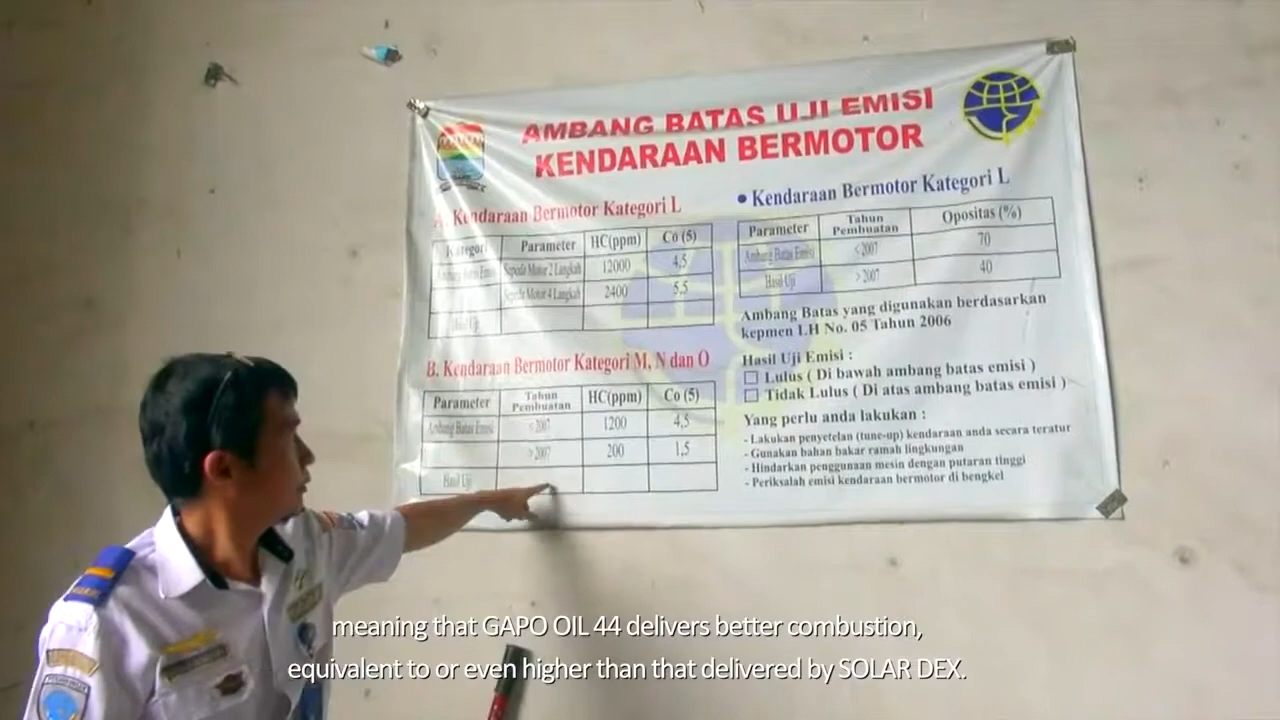 AMBANG BATAS UJI EMISI
KENDARAAN BERMOTOR
A. Kendaraan Bermotor Kategori L
Kategori Parameter HC(ppm) Co (5)
Ambang Batas Emisi Sepeda Motor 2 Langkah 12000 4,5
Sepeda Motor 4 Langkah 2400 5,5
Hasil Uji
B. Kendaraan Bermotor Kategori M, N dan O
Parameter Tahun Pembuatan HC(ppm) Co (5)
Ambang Batas Emisi < 2007 1200 4,5
> 2007 200 1,5
Hasil Uji
• Kendaraan Bermotor Kategori L
Parameter Tahun Pembuatan Opositas (%)
Ambang Batas Emisi < 2007 70
Hasil Uji > 2007 40
Ambang Batas yang digunakan berdasarkan
kepmen LH No. 05 Tahun 2006
Hasil Uji Emisi :
☐ Lulus ( Di bawah ambang batas emisi )
☐ Tidak Lulus ( Di atas ambang batas emisi )
Yang perlu anda lakukan :
- Lakukan penyetelan (tune-up) kendaraan anda secara teratur
- Gunakan bahan bakar ramah lingkungan
- Hindarkan penggunaan mesin dengan putaran tinggi
- Periksalah emisi kendaraan bermotor di bengkel
meaning that GAPO OIL 44 delivers better combustion,
equivalent to or even higher than that delivered by SOLAR DEX.